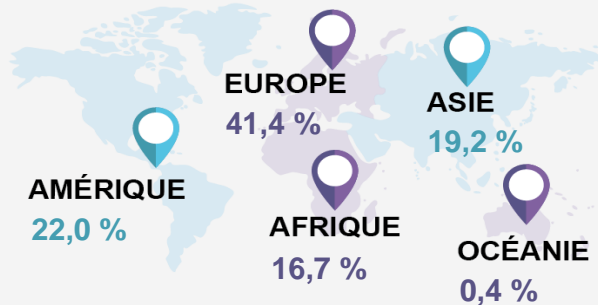 EUROPE
41,4 %
ASIE
19,2 %
AMÉRIQUE
22,0 %
AFRIQUE
16,7 %
OCÉANIE
0,4 %